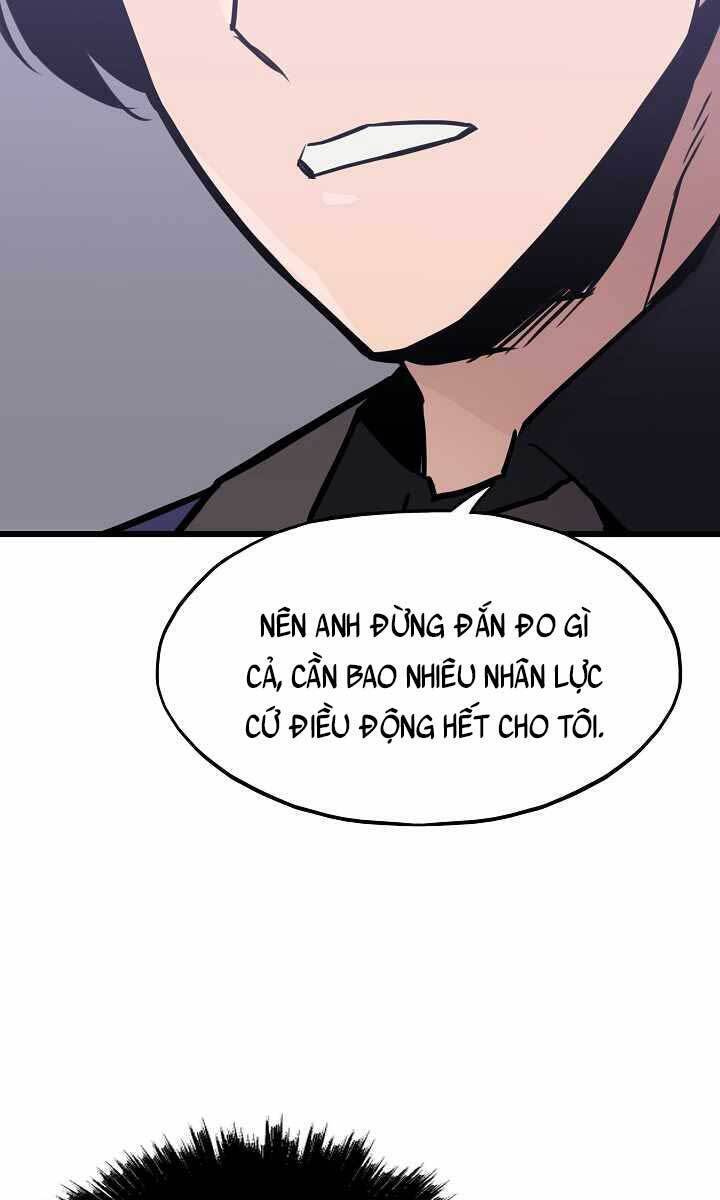 NÊN ANH ĐỪNG ĐẮN ĐO GÌ
CẢ, CẦN BAO NHIÊU NHÂN LỰC
CỨ ĐIỀU ĐỘNG HẾT CHO TÔI.